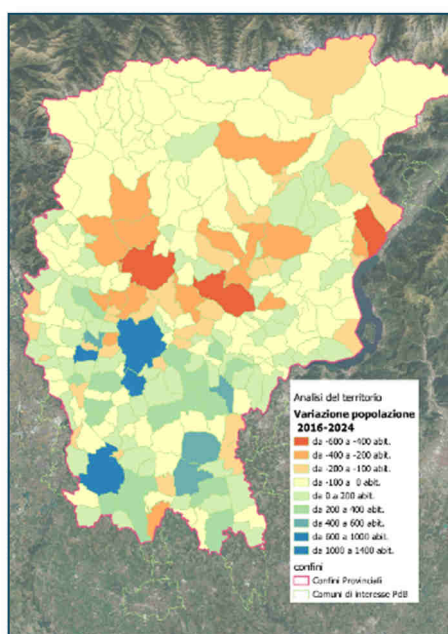 Analisi del territorio
Variazione popolazione
2016-2024
da -600 a -400 abit.
da -400 a -200 abit.
da -200 a -100 abit.
da -100 a 0 abit.
da 0 a 200 abit.
da 200 a 400 abit.
da 400 a 600 abit.
da 600 a 1000 abit.
da 1000 a 1400 abit.
confini
Confini Provinciali
Comuni di interesse PdB